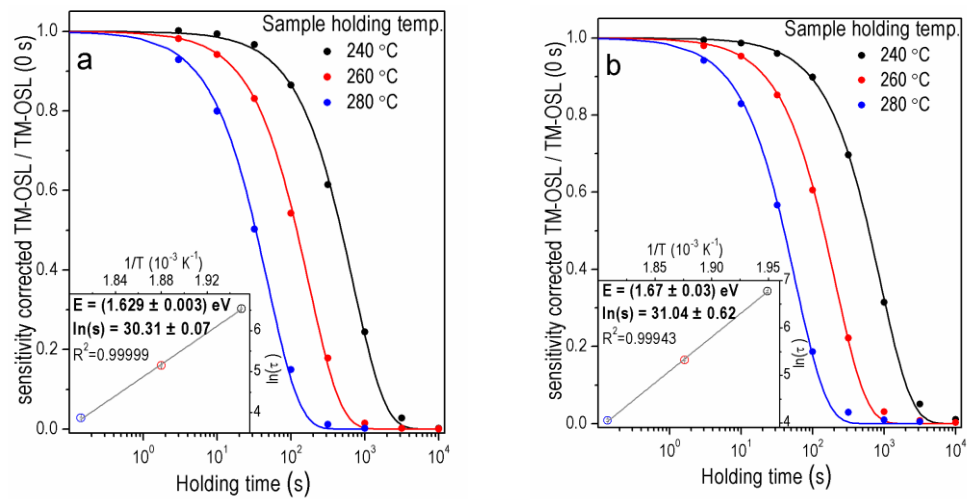 a
Sample holding temp.
240 °C
260 °C
280 °C
sensitivity corrected TM-OSL / TM-OSL (0 s)
1.0
0.8
0.6
0.4
0.2
0.0
1/T (10⁻³ K⁻¹)
1.84 1.88 1.92
E = (1.629 ± 0.003) eV
ln(s) = 30.31 ± 0.07
R²=0.99999
6
5
4
ln(τ)
10⁰ 10¹ 10² 10³ 10⁴
Holding time (s)
b
Sample holding temp.
240 °C
260 °C
280 °C
sensitivity corrected TM-OSL / TM-OSL (0 s)
1.0
0.8
0.6
0.4
0.2
0.0
1/T (10⁻³ K⁻¹)
1.85 1.90 1.95
E = (1.67 ± 0.03) eV
ln(s) = 31.04 ± 0.62
R²=0.99943
7
6
5
4
ln(τ)
10⁰ 10¹ 10² 10³ 10⁴
Holding time (s)